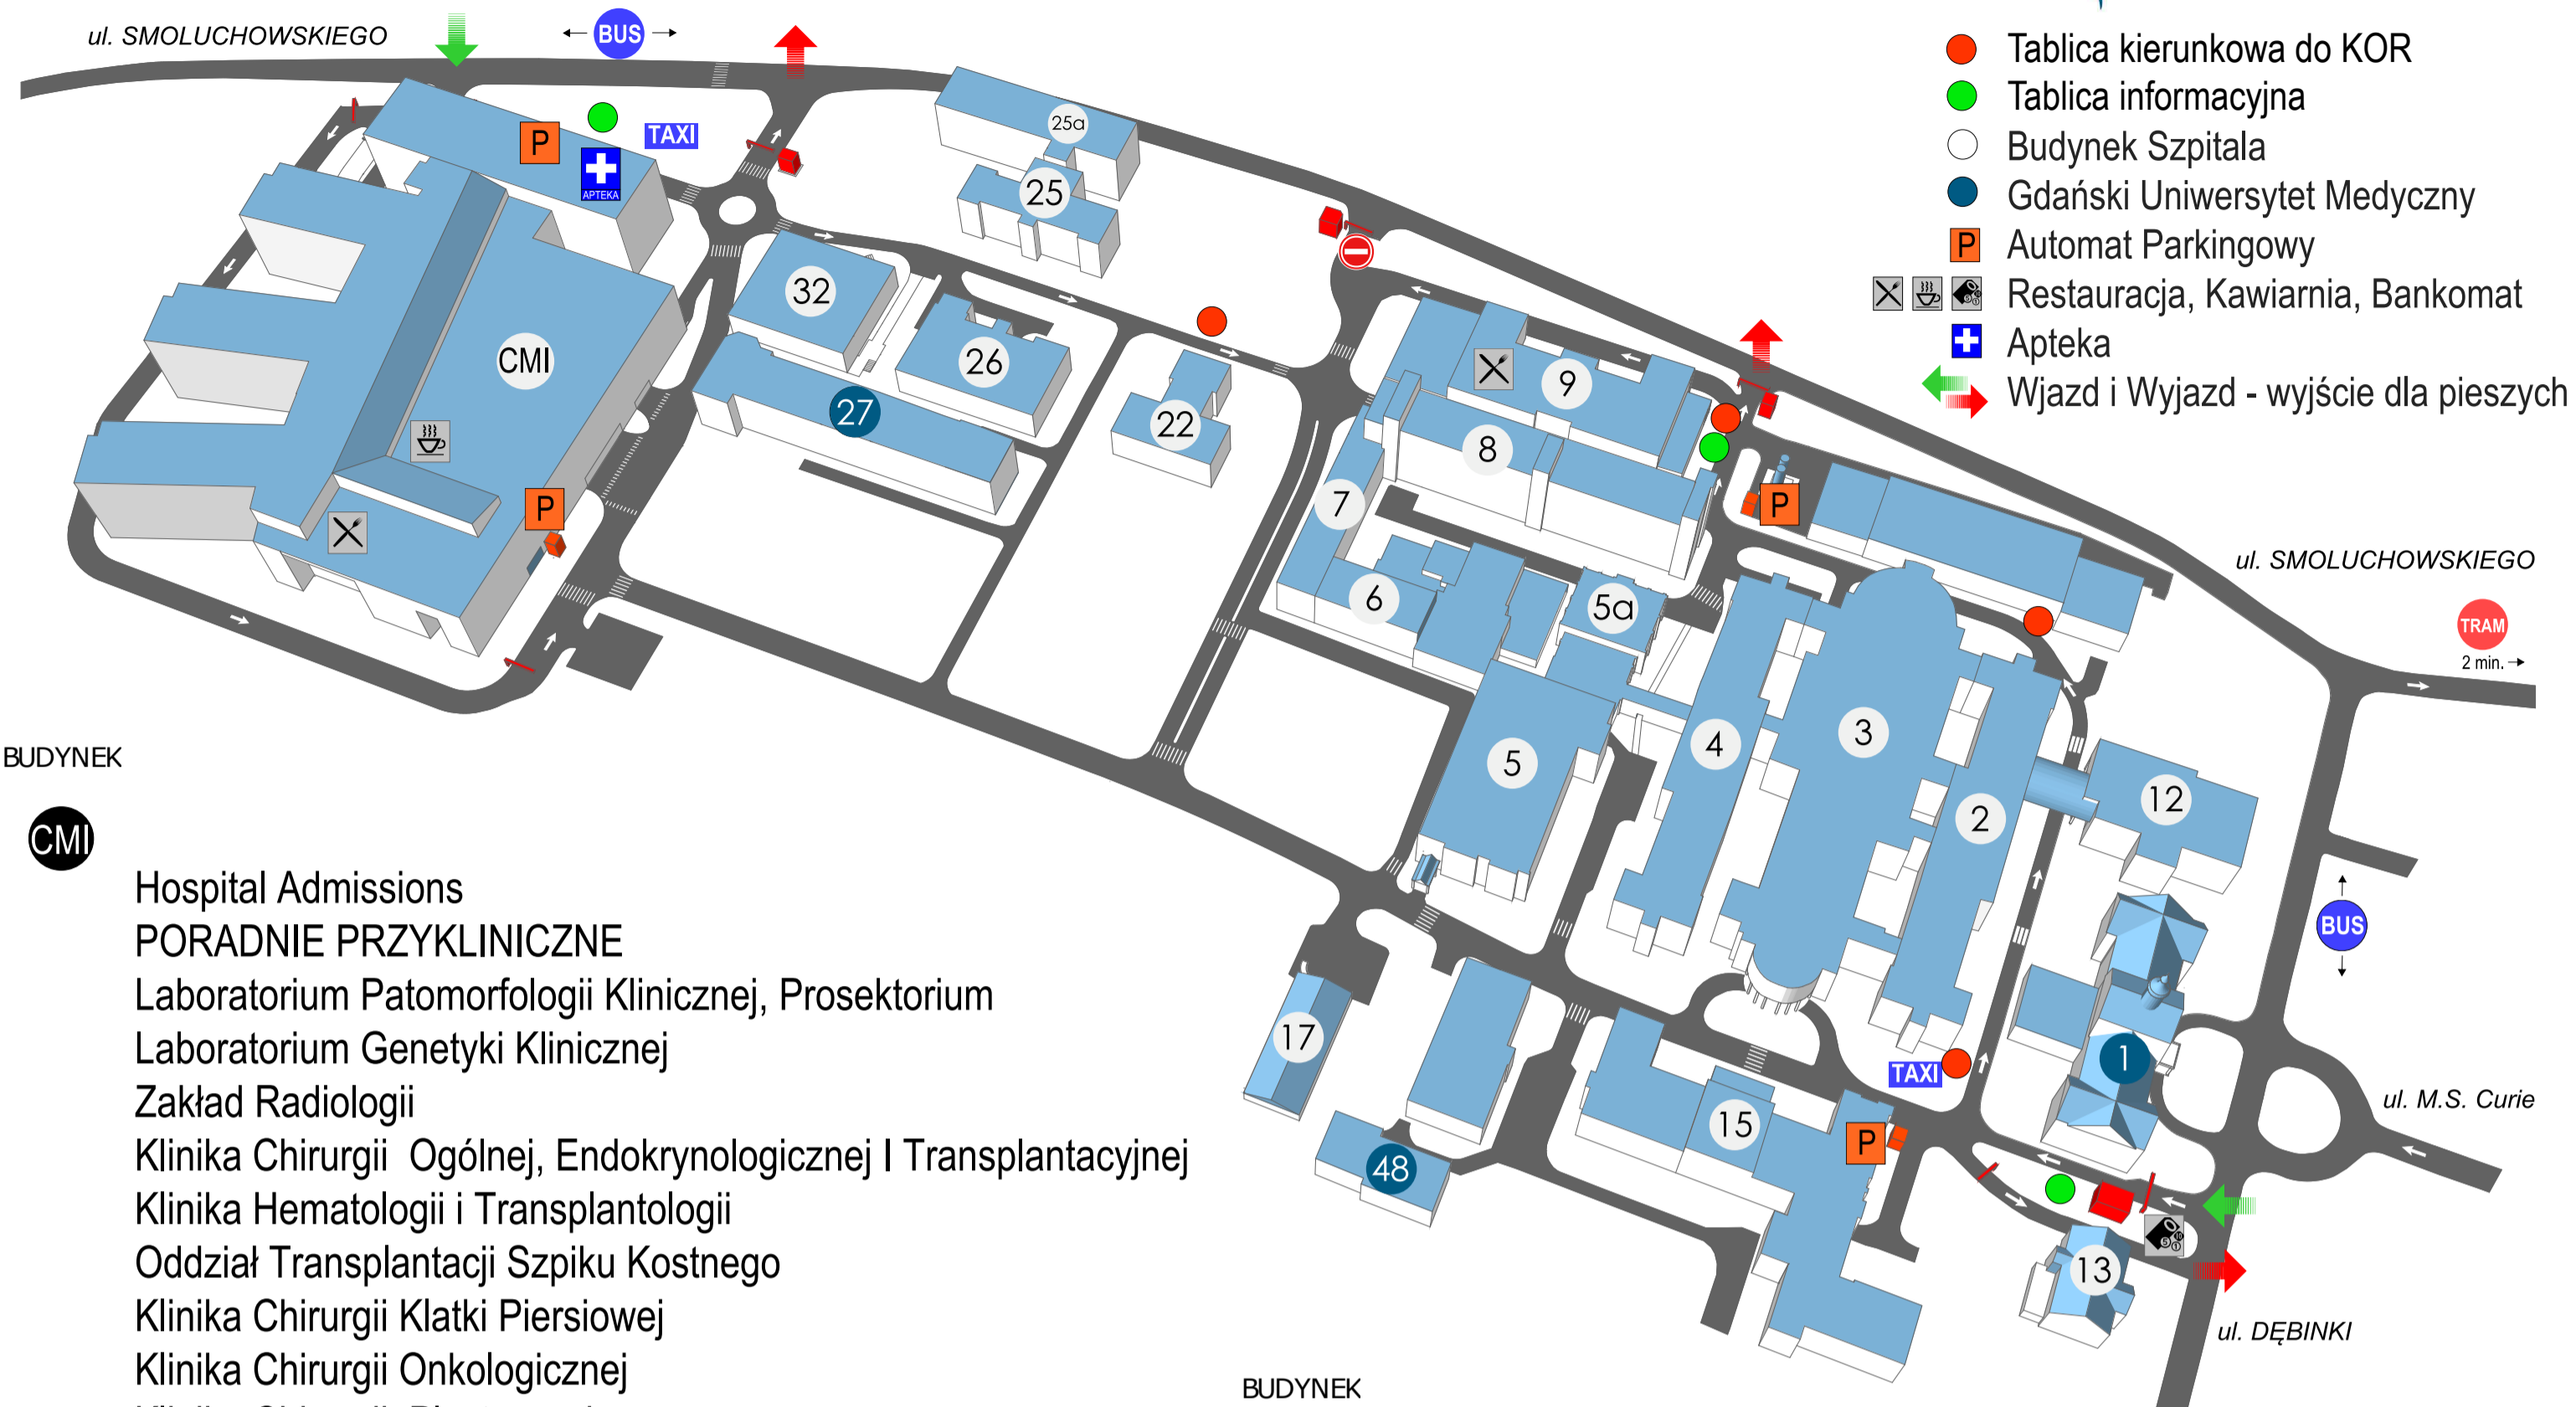 ul. SMOLUCHOWSKIEGO
BUS
Tablica kierunkowa do KOR
Tablica informacyjna
Budynek Szpitala
Gdański Uniwersytet Medyczny
P Automat Parkingowy
Restauracja, Kawiarnia, Bankomat
Apteka
Wjazd i Wyjazd - wyjście dla pieszych
P
APTEKA
TAXI
25a
25
32
26
CMI
27
22
9
8
7
P
P
6
5a
ul. SMOLUCHOWSKIEGO
TRAM
2 min.
5
4
3
2
12
BUS
17
TAXI
1
ul. M.S. Curie
15
P
48
13
ul. DĘBINKI
BUDYNEK
CMI
Hospital Admissions
PORADNIE PRZYKLINICZNE
Laboratorium Patomorfologii Klinicznej, Prosektorium
Laboratorium Genetyki Klinicznej
Zakład Radiologii
Klinika Chirurgii Ogólnej, Endokrynologicznej I Transplantacyjnej
Klinika Hematologii i Transplantologii
Oddział Transplantacji Szpiku Kostnego
Klinika Chirurgii Klatki Piersiowej
Klinika Chirurgii Onkologicznej
BUDYNEK